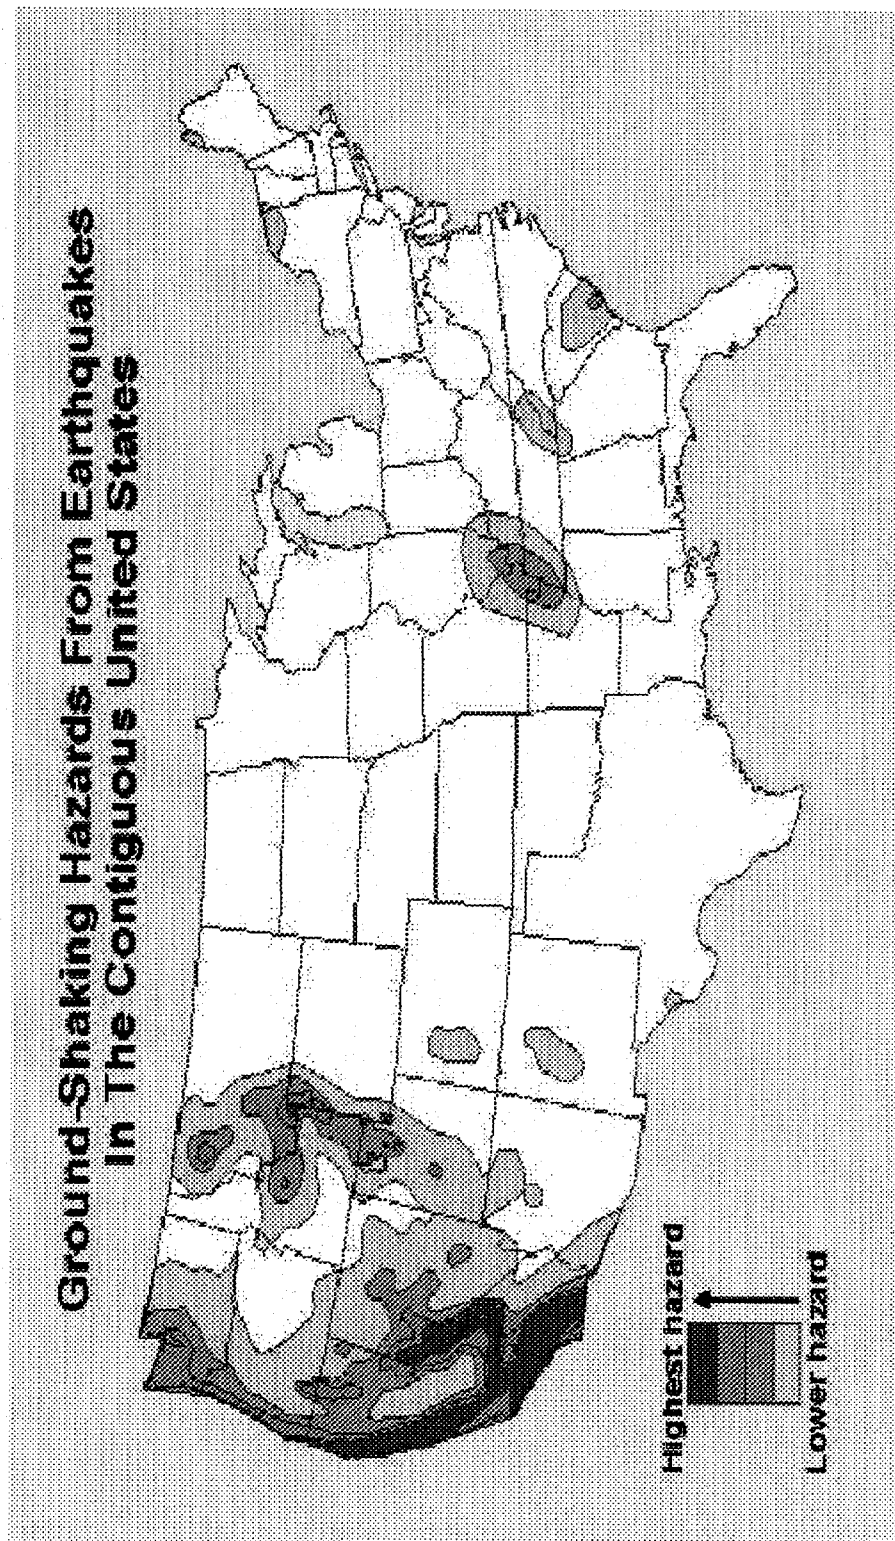 Ground-Shaking Hazards From Earthquakes
In The Contiguous United States
Highest hazard
Lower hazard